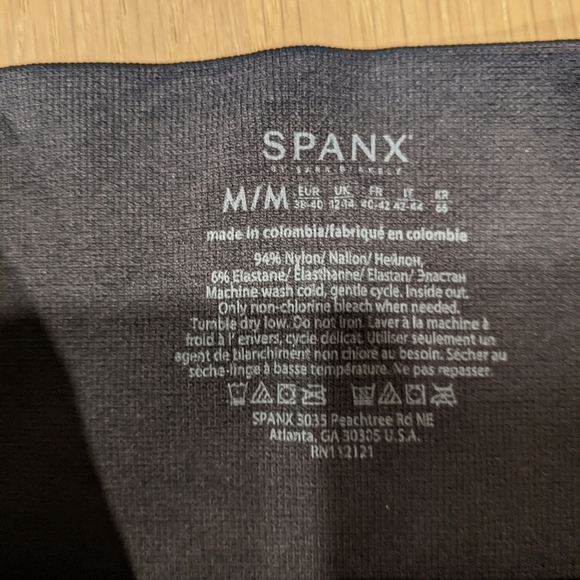 SPANX®
BY SARA BLAKELY
M/M EUR 38-40 UK 12-14 FR 40-42 IT 42-44 KR 66
made in colombia/fabriqué en colombie
94% Nylon/ Nailon/ Нейлон,
6% Elastane/ Élasthanne/ Elastan/ Эластан
Machine wash cold, gentle cycle. Inside out.
Only non-chlorine bleach when needed.
Tumble dry low. Do not iron. Laver à la machine à
froid à l' envers, cycle délicat. Utiliser seulement un
agent de blanchiment non chloré au besoin. Sécher au
sèche-linge à basse température. Ne pas repasser.
SPANX 3035 Peachtree Rd NE
Atlanta, GA 30305 U.S.A.
RN112121